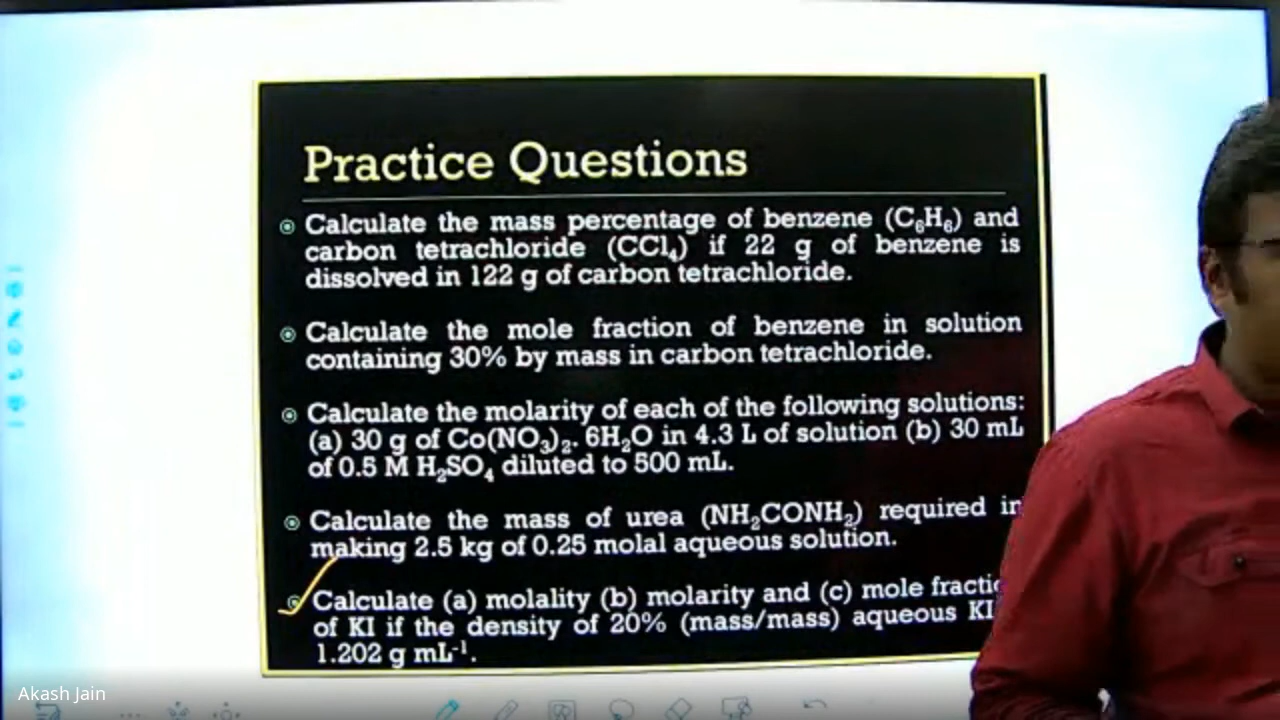 Practice Questions
Calculate the mass percentage of benzene (C₆H₆) and
carbon tetrachloride (CCl₄) if 22 g of benzene is
dissolved in 122 g of carbon tetrachloride.
Calculate the mole fraction of benzene in solution
containing 30% by mass in carbon tetrachloride.
Calculate the molarity of each of the following solutions:
(a) 30 g of Co(NO₃)₂. 6H₂O in 4.3 L of solution (b) 30 mL
of 0.5 M H₂SO₄ diluted to 500 mL.
Calculate the mass of urea (NH₂CONH₂) required in
making 2.5 kg of 0.25 molal aqueous solution.
Calculate (a) molality (b) molarity and (c) mole
of KI if the density of 20% (mass/mass) aqueous KI
1.202 g mL⁻¹.
Akash Jain